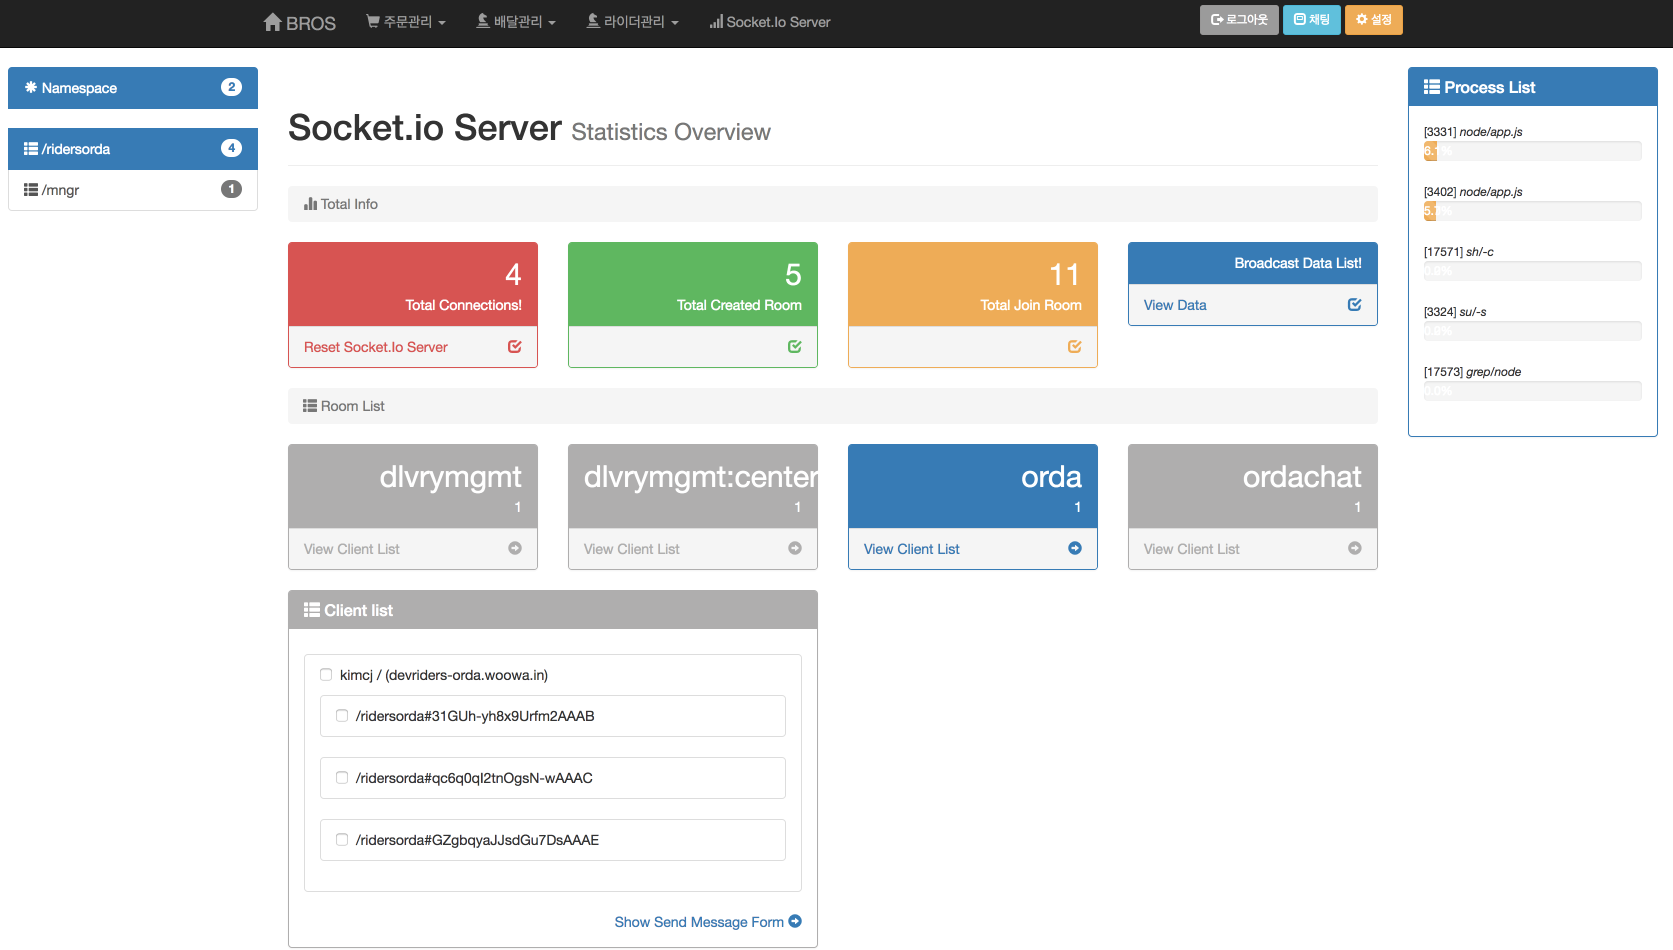 BROS 주문관리 배달관리 라이더관리 Socket.Io Server 로그아웃 채팅 설정
Namespace 2
/ridersorda 4
/mngr 1
Socket.io Server Statistics Overview
Total Info
4
Total Connections!
Reset Socket.Io Server
5
Total Created Room
11
Total Join Room
Broadcast Data List!
View Data
Room List
dlvrymgmt
1
View Client List
dlvrymgmt:center
1
View Client List
orda
1
View Client List
ordachat
1
View Client List
Client list
kimcj / (devriders-orda.woowa.in)
/ridersorda#31GUh-yh8x9Urfm2AAAB
/ridersorda#qc6q0qI2tnOgsN-wAAAC
/ridersorda#GZgbqyaJJsdGu7DsAAAE
Show Send Message Form
Process List
[3331] node/app.js
6.1%
[3402] node/app.js
[17571] sh/-c
[3324] su/-s
[17573] grep/node
0.0%